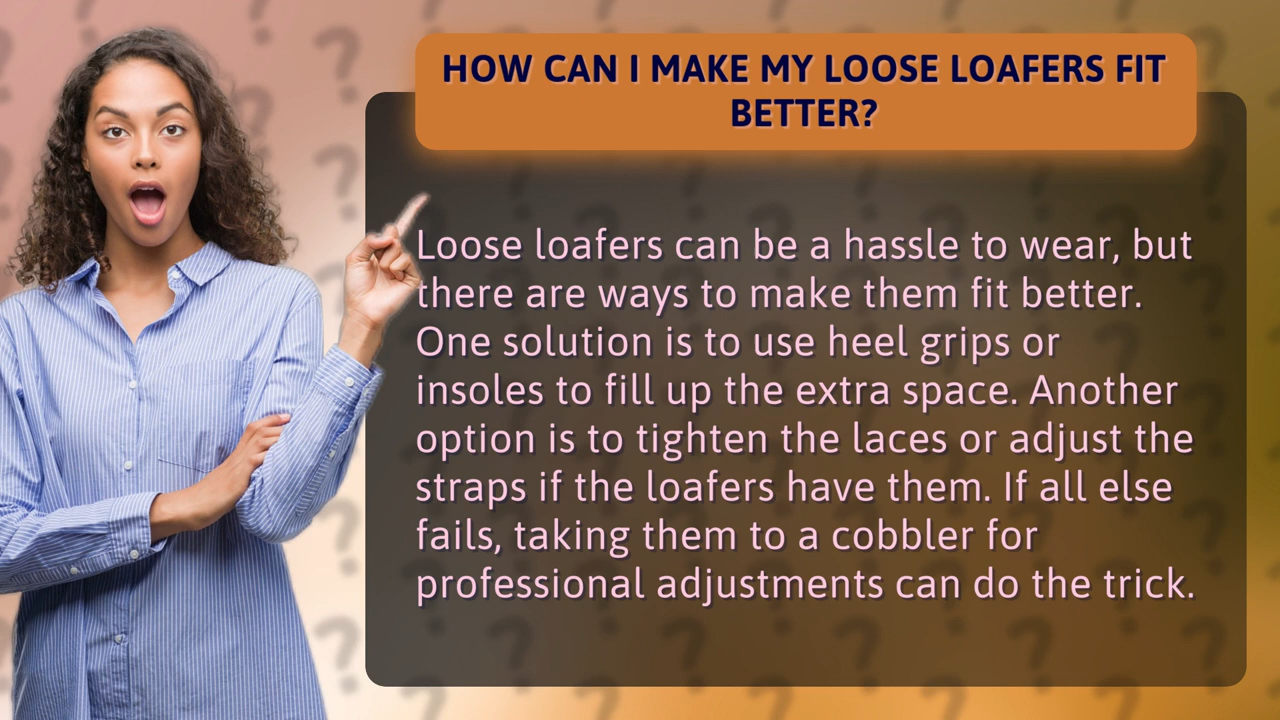 HOW CAN I MAKE MY LOOSE LOAFERS FIT
BETTER?
Loose loafers can be a hassle to wear, but
there are ways to make them fit better.
One solution is to use heel grips or
insoles to fill up the extra space. Another
option is to tighten the laces or adjust the
straps if the loafers have them. If all else
fails, taking them to a cobbler for
professional adjustments can do the trick.